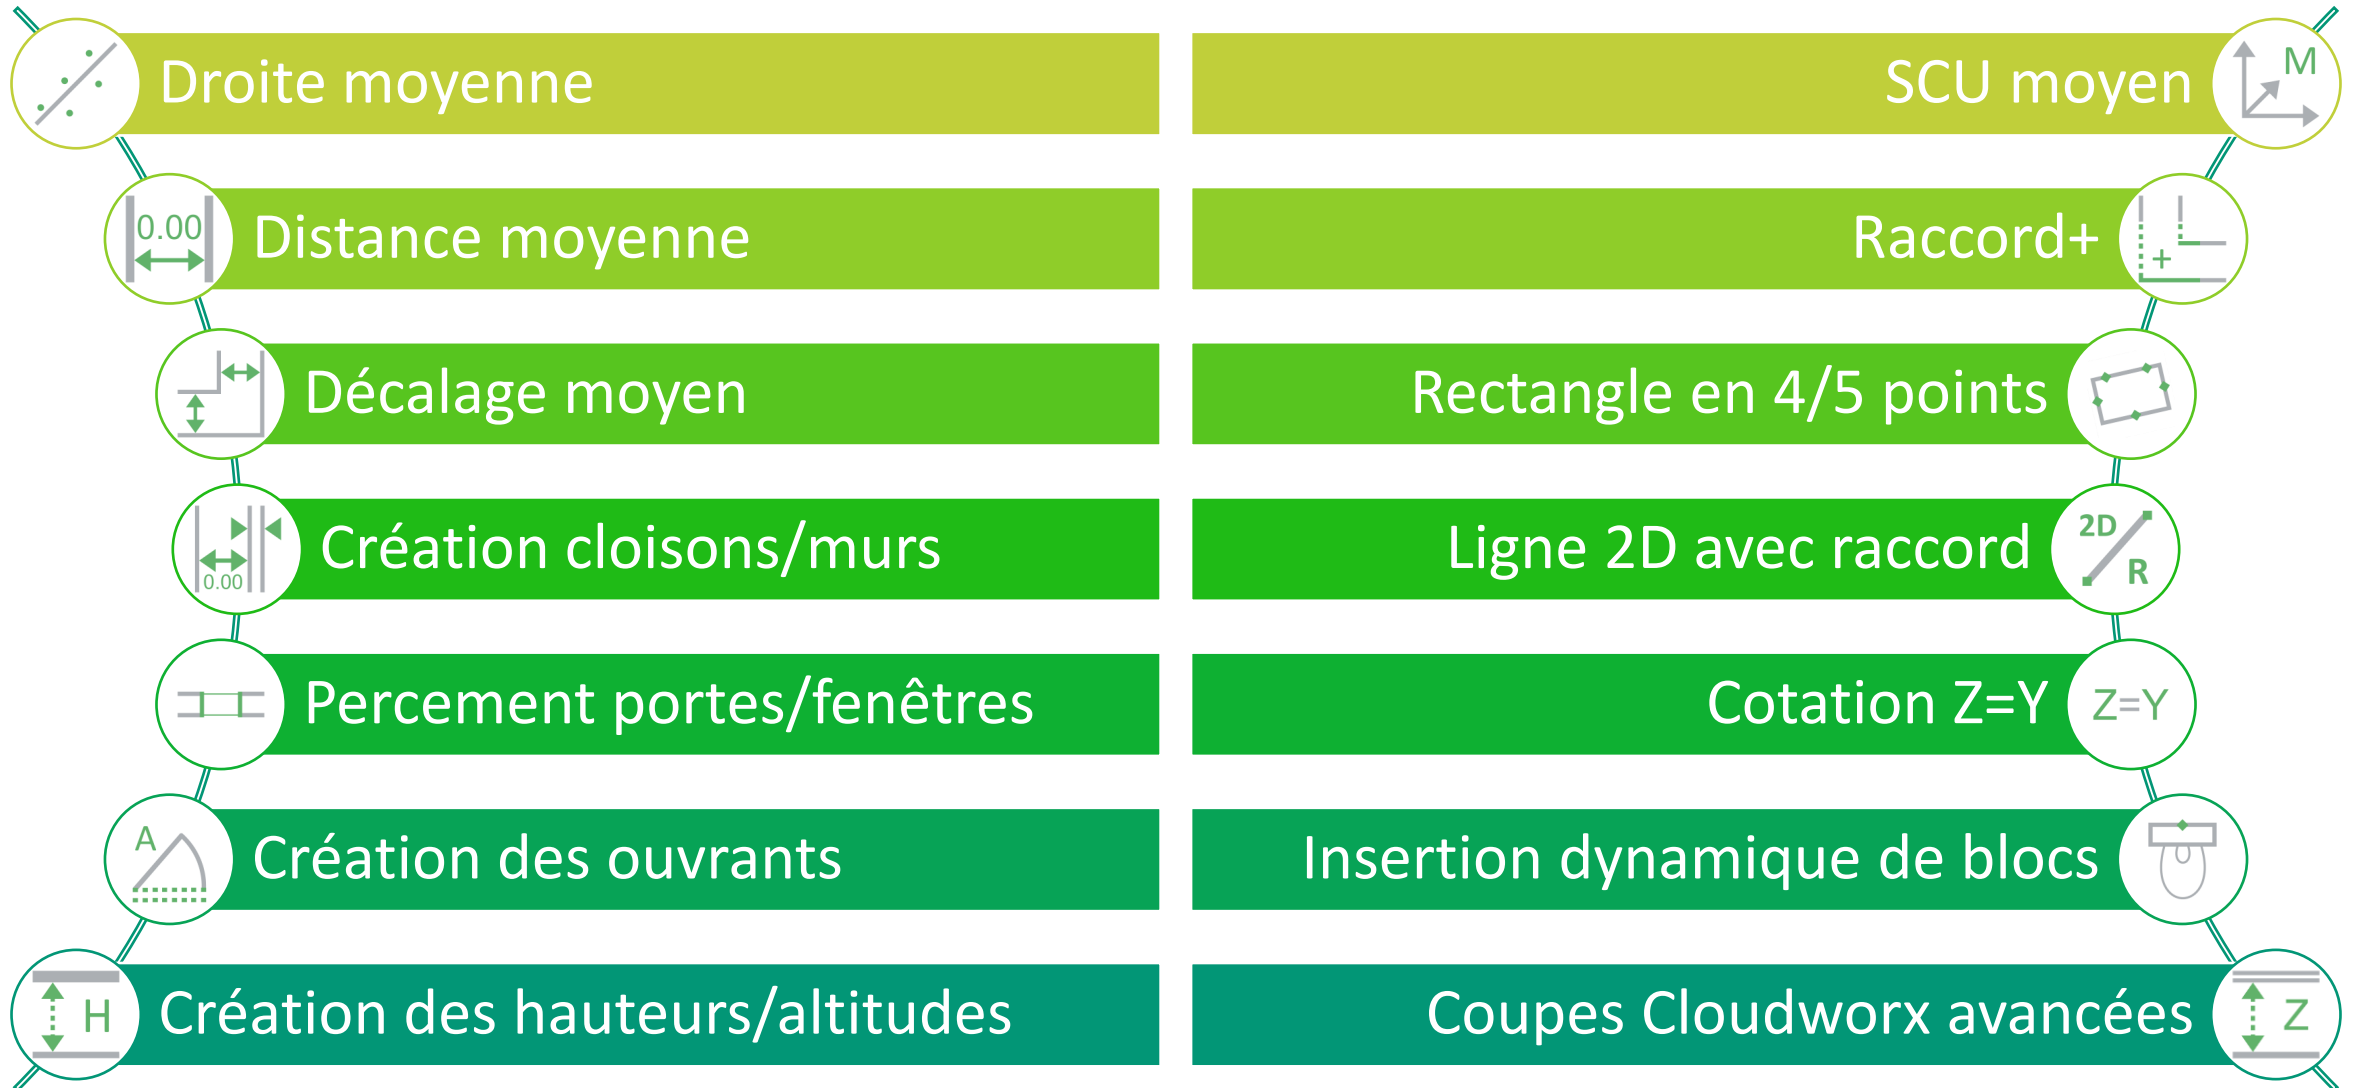 Droite moyenne
SCU moyen
M
0.00
Distance moyenne
Raccord+
+
Décalage moyen
Rectangle en 4/5 points
0.00
Création cloisons/murs
Ligne 2D avec raccord
2D
R
Percement portes/fenêtres
Cotation Z=Y
Z=Y
A
Création des ouvrants
Insertion dynamique de blocs
H
Création des hauteurs/altitudes
Coupes Cloudworx avancées
Z